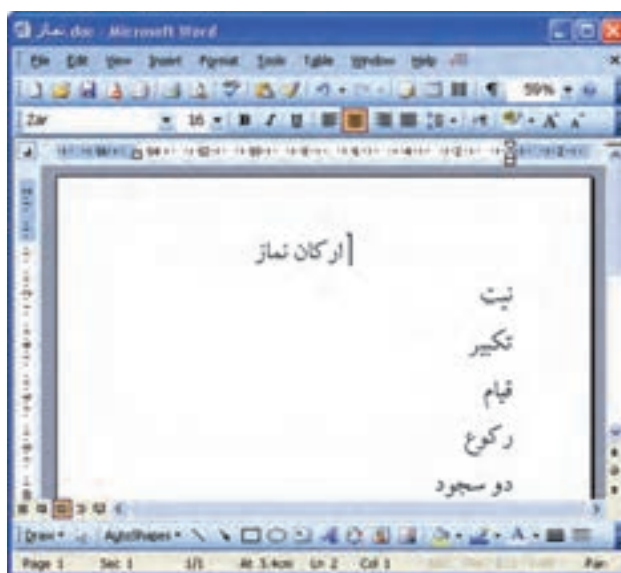 نماز.doc - Microsoft Word
File Edit View Insert Format Tools Table Window Help
59%
Zar 16 B I U
ارکان نماز
نیت
تکبیر
قیام
رکوع
دو سجود
Draw AutoShapes
Page 1 Sec 1 1/1 At 3.4cm Ln 2 Col 1